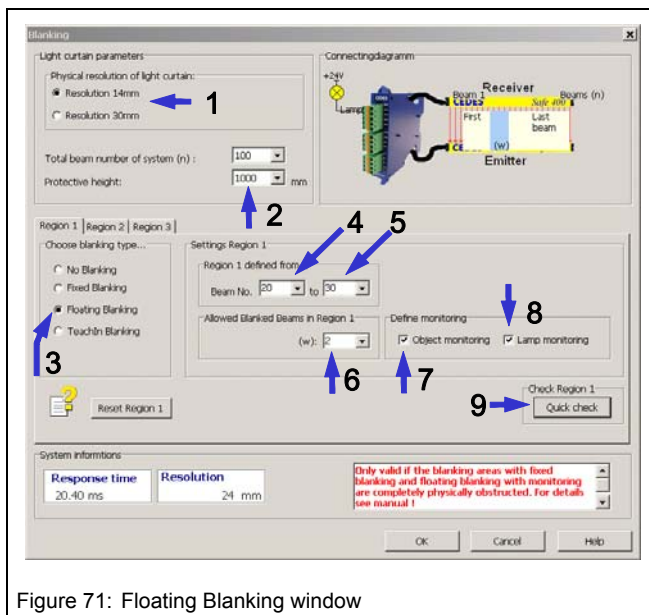 Blanking
Light curtain parameters
Physical resolution of light curtain:
Resolution 14mm
Resolution 30mm
1
Total beam number of system (n) : 100
Protective height: 1000 mm
2
Connectingdiagramm
+24V
Lamp
CEDES
Receiver
Beam 1 Beams (n)
CEDES Safe 400
First Last
beam
(w)
Emitter
Region 1 Region 2 Region 3
Choose blanking type...
No Blanking
Fixed Blanking
Floating Blanking
TeachIn Blanking
3
Reset Region 1
Settings Region 1
4 5
Region 1 defined from
Beam No. 20 to 30
Allowed Blanked Beams in Region 1
(w): 2
6
Define monitoring
8
Object monitoring Lamp monitoring
7
Check Region 1
9 Quick check
System informtions
Response time
20.40 ms
Resolution
24 mm
Only valid if the blanking areas with fixed
blanking and floating blanking with monitoring
are completely physically obstructed. For details
see manual !
OK Cancel Help
Figure 71: Floating Blanking window